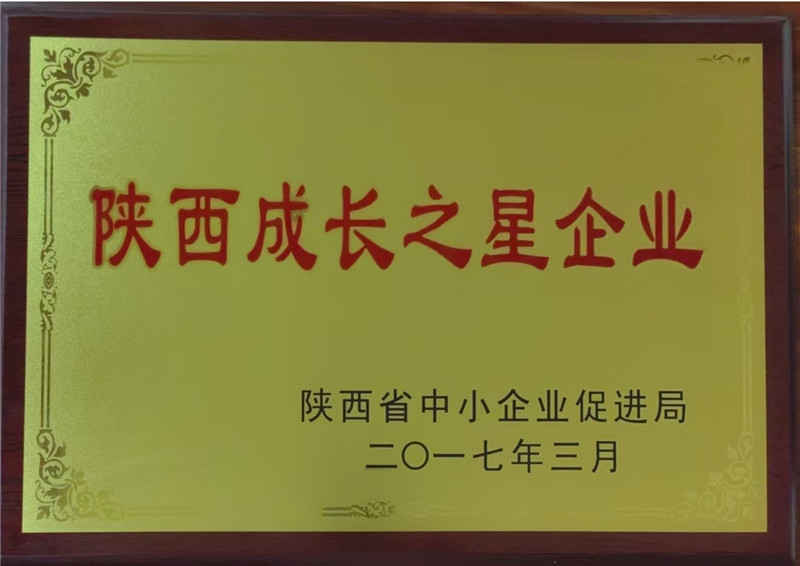 陕西成长之星企业
陕西省中小企业促进局
二〇一七年三月